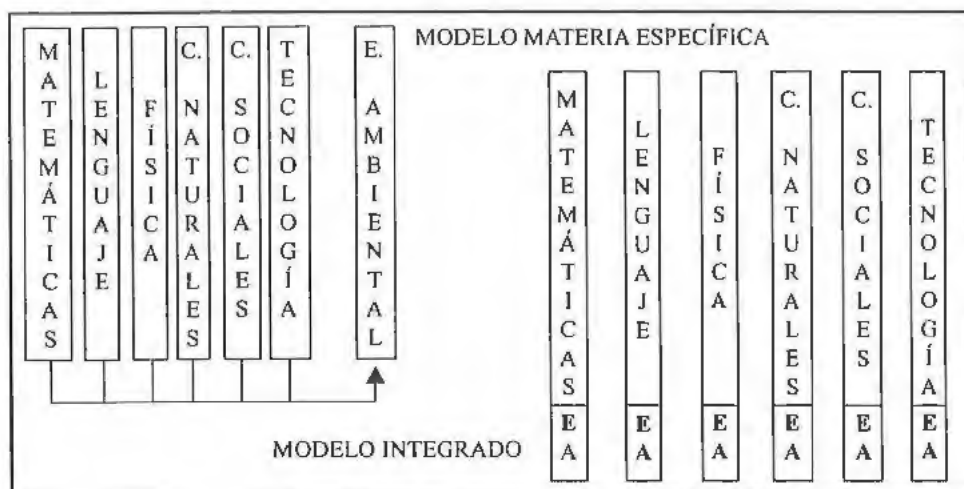 MODELO MATERIA ESPECÍFICA
MATEMÁTICAS
LENGUAJE
FÍSICA
C. NATURALES
C. SOCIALES
TECNOLOGÍA
E. AMBIENTAL
MODELO INTEGRADO
MATEMÁTICAS EA
LENGUAJE EA
FÍSICA EA
C. NATURALES EA
C. SOCIALES EA
TECNOLOGÍA EA